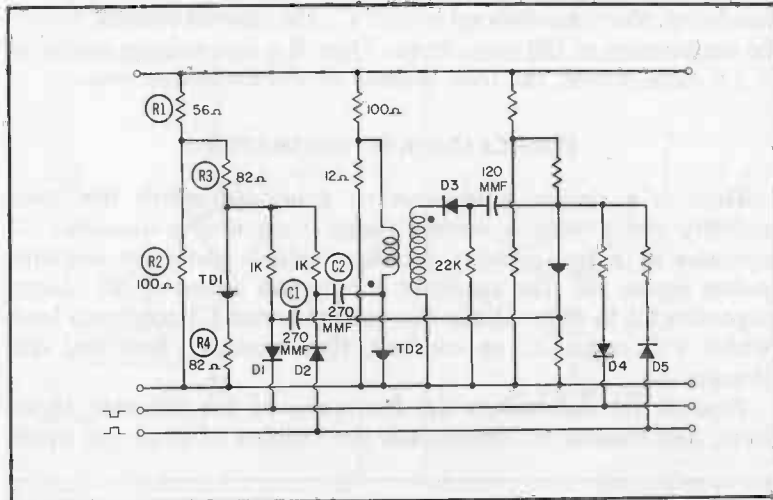 R1
56Ω
100Ω
R3
82Ω
12Ω
D3
120
MMF
R2
100Ω
TD1
1K
1K
C2
C1
270
MMF
270
MMF
22K
R4
82Ω
D1
D2
TD2
D4
D5